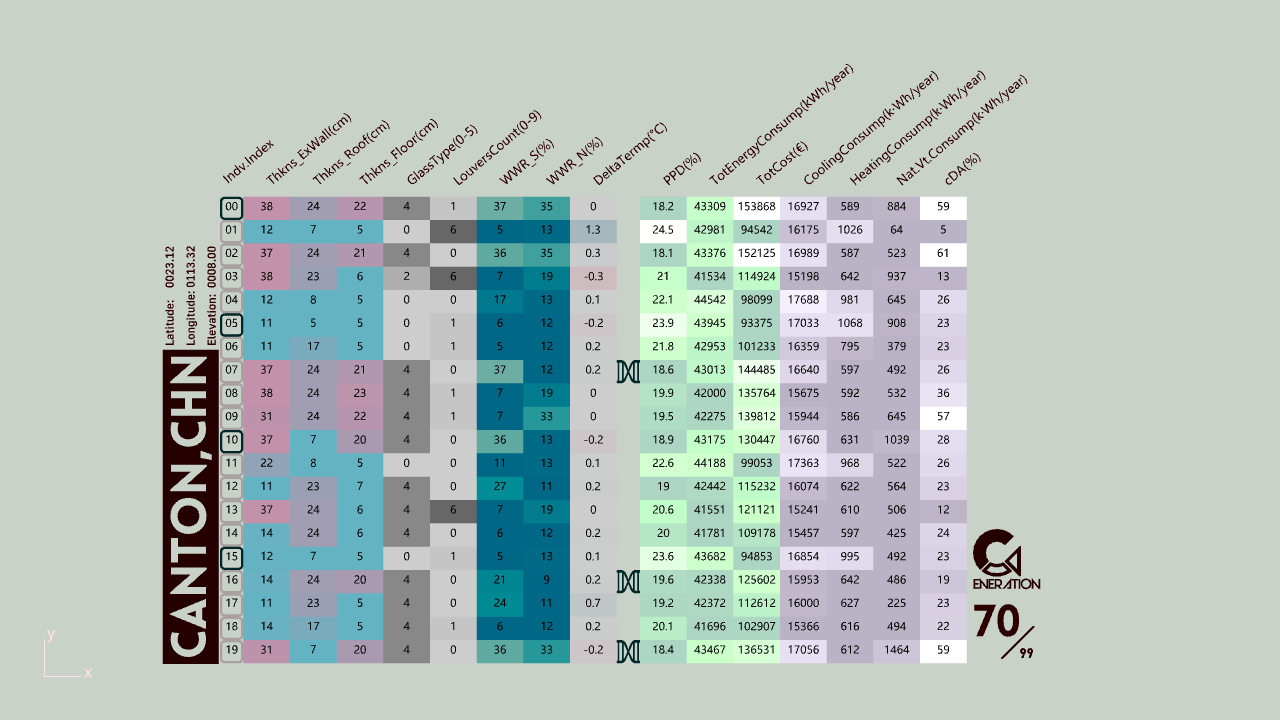 Indv.Index Thkns_ExWall(cm) Thkns_Roof(cm) Thkns_Floor(cm) GlassType(0-5) LouversCount(0-9) WWR_S(%) WWR_N(%) DeltaTermp(°C) PPD(%) TotEnergyConsump(kWh/year) TotCost(€) CoolingConsump(k·Wh/year) HeatingConsump(k·Wh/year) Nat.Vt.Consump(k·Wh/year) cDA(%)
00 38 24 22 4 1 37 35 0 18.2 43309 153868 16927 589 884 59
01 12 7 5 0 6 5 13 1.3 24.5 42981 94542 16175 1026 64 5
02 37 24 21 4 0 36 35 0.3 18.1 43376 152125 16989 587 523 61
03 38 23 6 2 6 7 19 -0.3 21 41534 114924 15198 642 937 13
04 12 8 5 0 0 17 13 0.1 22.1 44542 98099 17688 981 645 26
05 11 5 5 0 1 6 12 -0.2 23.9 43945 93375 17033 1068 908 23
06 11 17 5 0 1 5 12 0.2 21.8 42953 101233 16359 795 379 23
07 37 24 21 4 0 37 12 0.2 18.6 43013 144485 16640 597 492 26
08 38 24 23 4 1 7 19 0 19.9 42000 135764 15675 592 532 36
09 31 24 22 4 1 7 33 0 19.5 42275 139812 15944 586 645 57
10 37 7 20 4 0 36 13 -0.2 18.9 43175 130447 16760 631 1039 28
11 22 8 5 0 0 11 13 0.1 22.6 44188 99053 17363 968 522 26
12 11 23 7 4 0 27 11 0.2 19 42442 115232 16074 622 564 23
13 37 24 6 4 6 7 19 0 20.6 41551 121121 15241 610 506 12
14 14 24 6 4 0 6 12 0.2 20 41781 109178 15457 597 425 24
15 12 7 5 0 1 5 13 0.1 23.6 43682 94853 16854 995 492 23
16 14 24 20 4 0 21 9 0.2 19.6 42338 125602 15953 642 486 19
17 11 23 5 4 0 24 11 0.7 19.2 42372 112612 16000 627 225 23
18 14 17 5 4 1 6 12 0.2 20.1 41696 102907 15366 616 494 22
19 31 7 20 4 0 36 33 -0.2 18.4 43467 136531 17056 612 1464 59
Latitude: 0023.12
Longitude: 0113.32
Elevation: 0008.00
CANTON,CHN
GENERATION
70/99
y
x